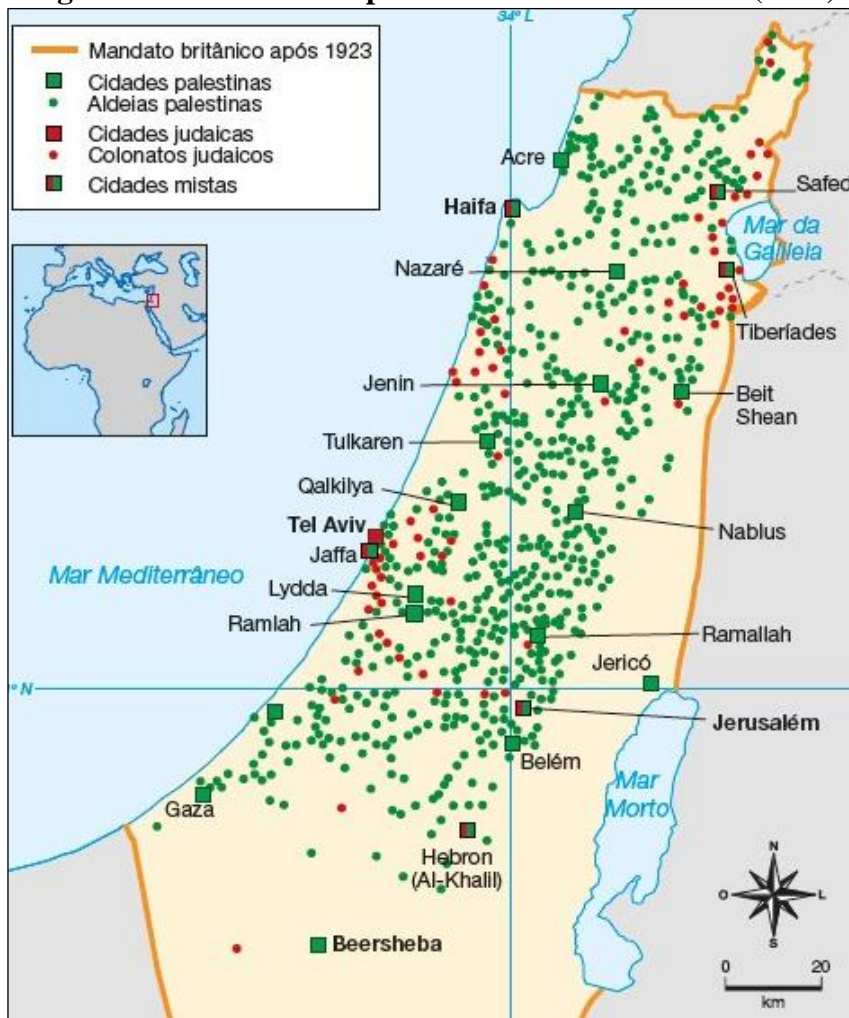 34º L
Mandato britânico após 1923
Cidades palestinas
Aldeias palestinas
Cidades judaicas
Colonatos judaicos
Cidades mistas
Acre
Safed
Haifa
Mar da
Galileia
Nazaré
Tiberíades
Jenin
Beit
Shean
Tulkaren
Qalkilya
Tel Aviv
Nablus
Jaffa
Mar Mediterrâneo
Lydda
Ramlah
Ramallah
Jericó
º N
Jerusalém
Belém
Mar
Morto
Gaza
Hebron
(Al-Khalil)
N
O
L
S
Beersheba
0 20
km